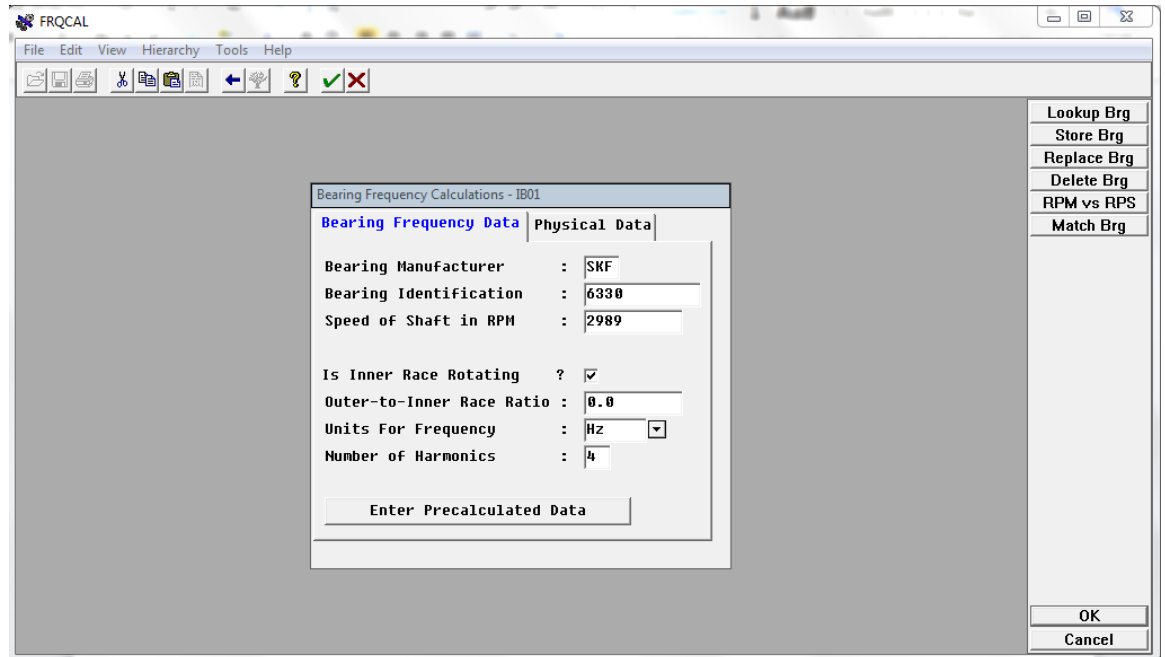 FRQCAL
File Edit View Hierarchy Tools Help
Lookup Brg
Store Brg
Replace Brg
Delete Brg
RPM vs RPS
Match Brg
Bearing Frequency Calculations - IB01
Bearing Frequency Data Physical Data
Bearing Manufacturer : SKF
Bearing Identification : 6330
Speed of Shaft in RPM : 2989
Is Inner Race Rotating ?
Outer-to-Inner Race Ratio : 0.0
Units For Frequency : Hz
Number of Harmonics : 4
Enter Precalculated Data
OK
Cancel